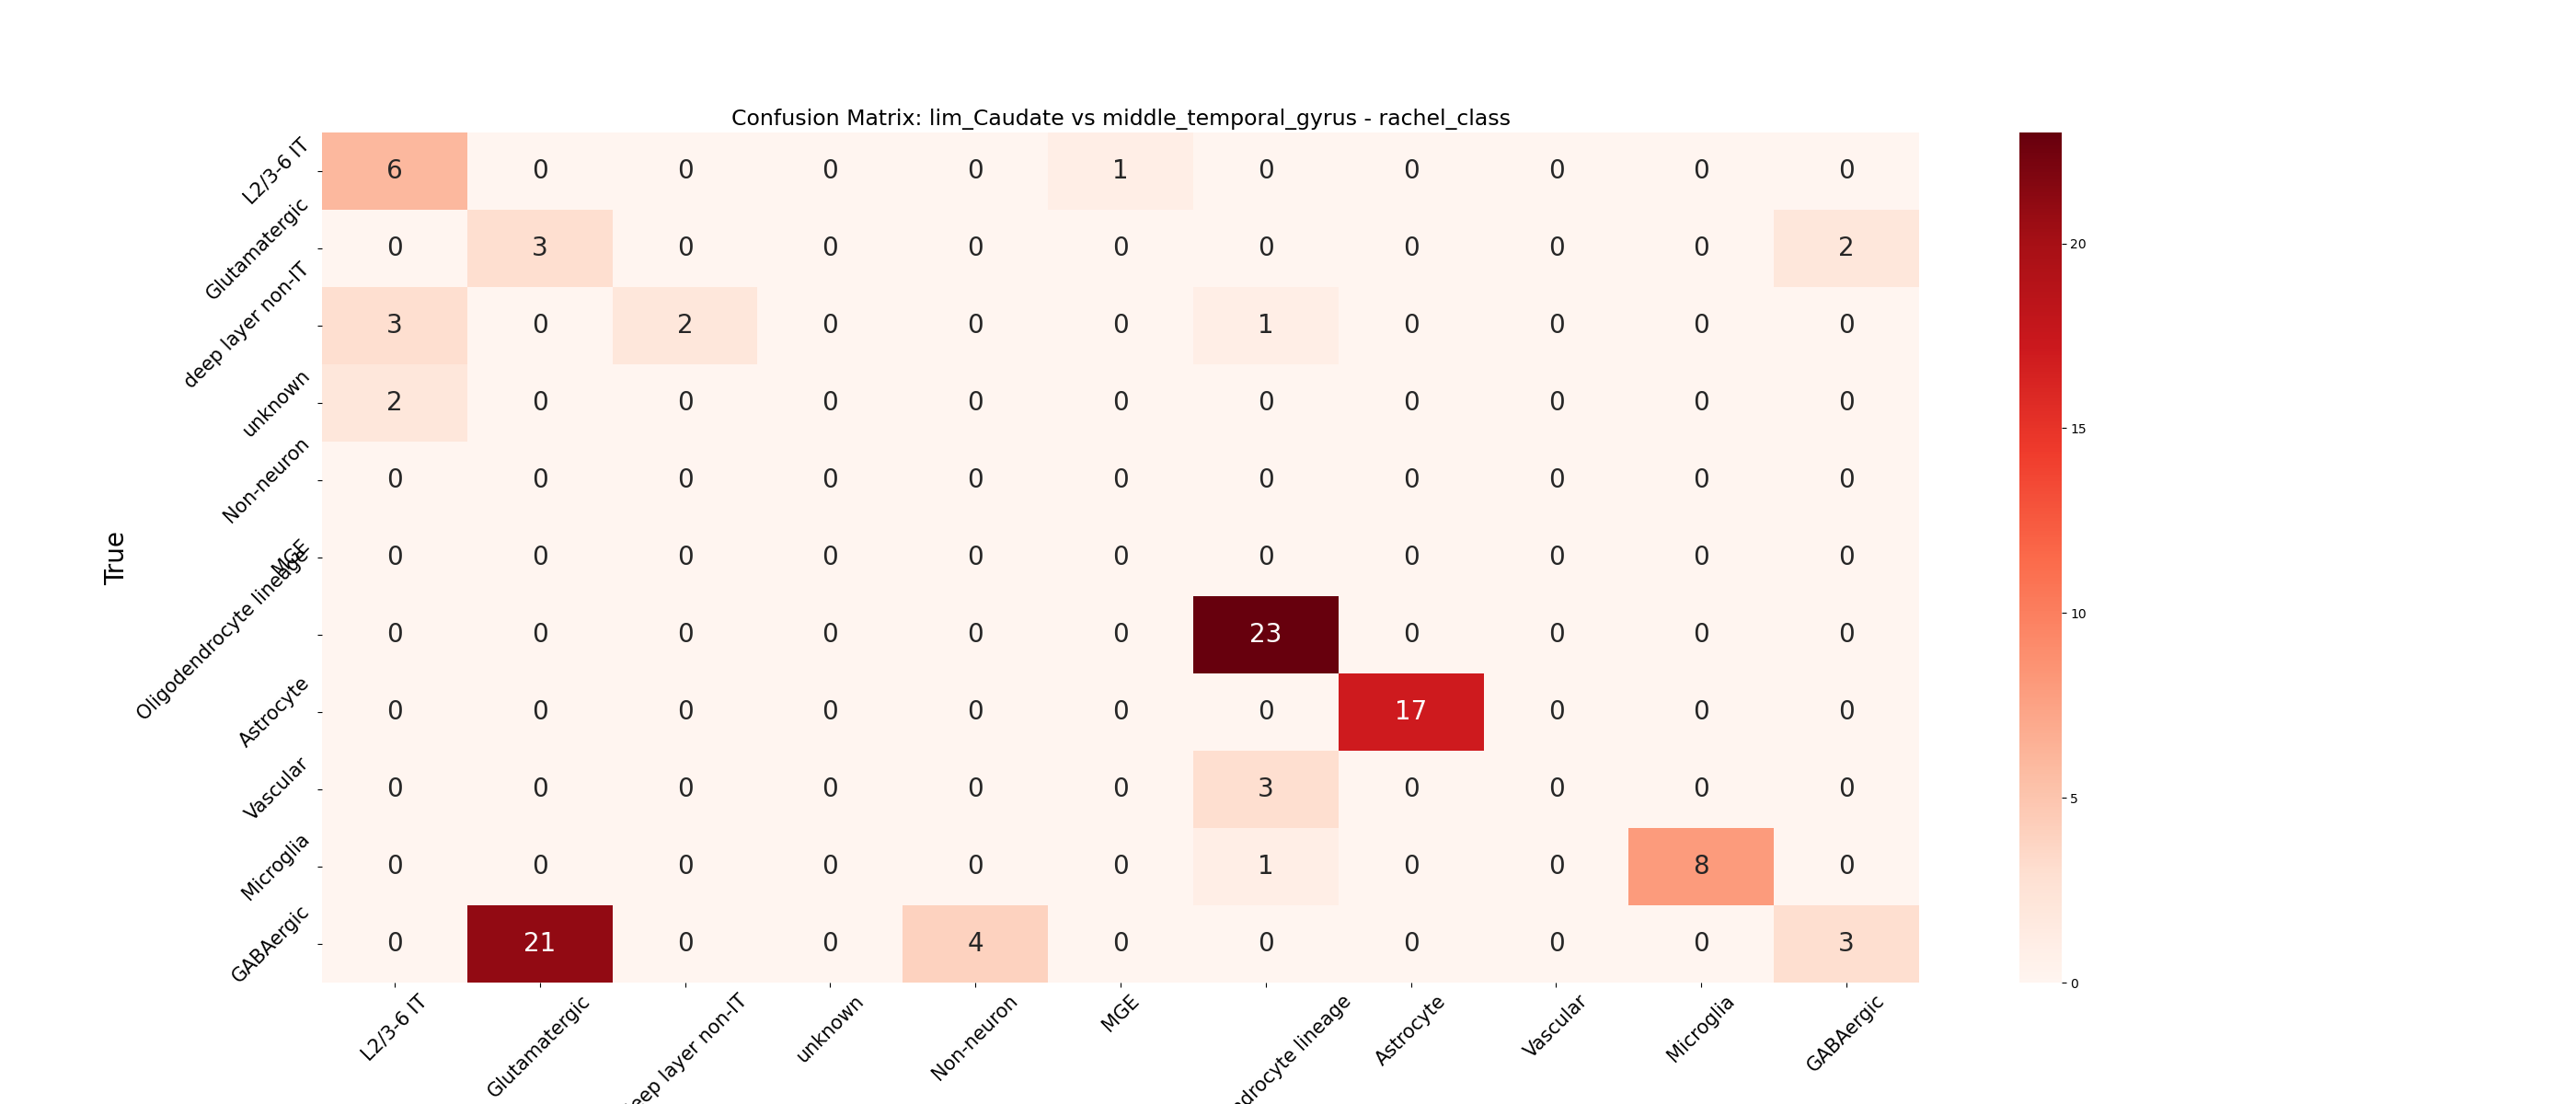 Confusion Matrix: lim_Caudate vs middle_temporal_gyrus - rachel_class
True
L2/3-6 IT 6 0 0 0 0 1 0 0 0 0 0
Glutamatergic 0 3 0 0 0 0 0 0 0 0 2
deep layer non-IT 3 0 2 0 0 0 1 0 0 0 0
unknown 2 0 0 0 0 0 0 0 0 0 0
Non-neuron 0 0 0 0 0 0 0 0 0 0 0
MGE 0 0 0 0 0 0 0 0 0 0 0
Oligodendrocyte lineage 0 0 0 0 0 0 23 0 0 0 0
Astrocyte 0 0 0 0 0 0 0 17 0 0 0
Vascular 0 0 0 0 0 0 3 0 0 0 0
Microglia 0 0 0 0 0 0 1 0 0 8 0
GABAergic 0 21 0 0 4 0 0 0 0 0 3
L2/3-6 IT Glutamatergic eep layer non-IT unknown Non-neuron MGE ndrocyte lineage Astrocyte Vascular Microglia GABAergic
20
15
10
5
0